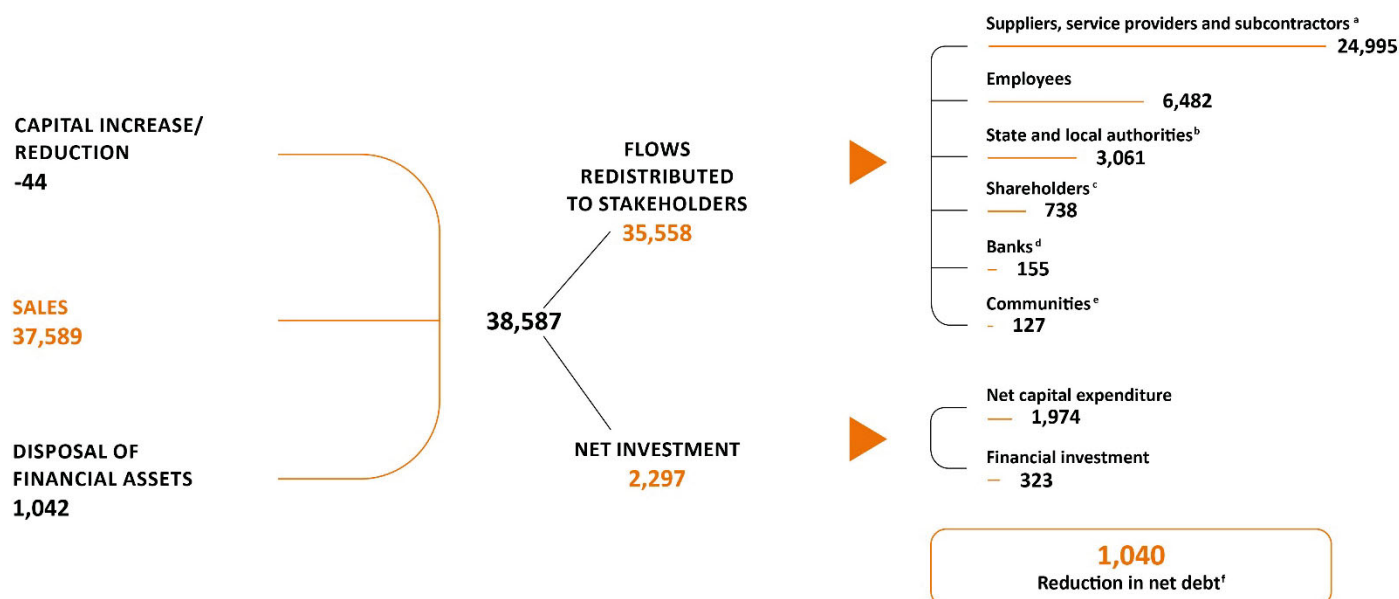 CAPITAL INCREASE/
REDUCTION
-44
SALES
37,589
DISPOSAL OF
FINANCIAL ASSETS
1,042
38,587
FLOWS
REDISTRIBUTED
TO STAKEHOLDERS
35,558
NET INVESTMENT
2,297
Suppliers, service providers and subcontractors a
24,995
Employees
6,482
State and local authorities b
3,061
Shareholders c
738
Banks d
155
Communities e
127
Net capital expenditure
1,974
Financial investment
323
1,040
Reduction in net debt f